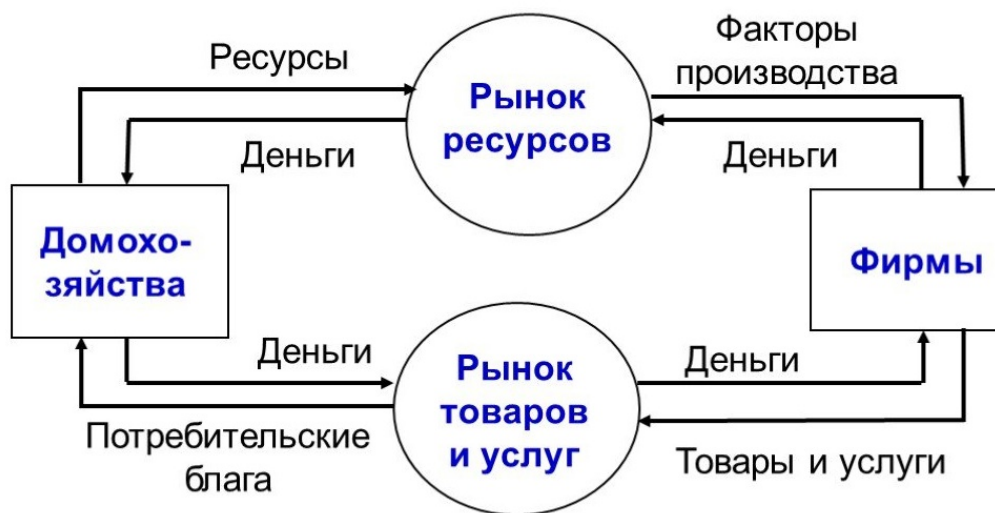 Ресурсы
Факторы
производства
Рынок
ресурсов
Деньги
Деньги
Домохо-
зяйства
Фирмы
Деньги
Рынок
товаров
и услуг
Деньги
Потребительские
блага
Товары и услуги